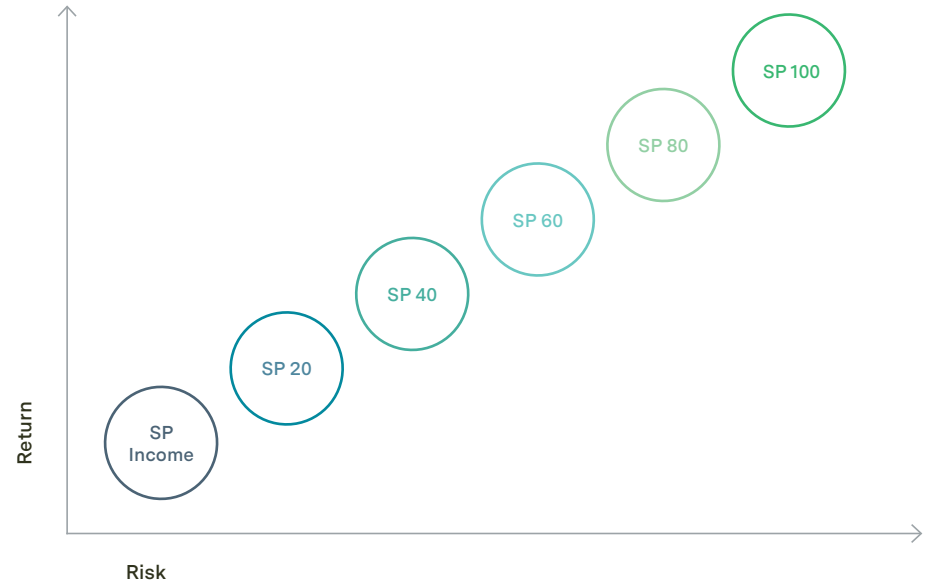 SP 100
SP 80
SP 60
SP 40
SP 20
SP
Income
Return
Risk